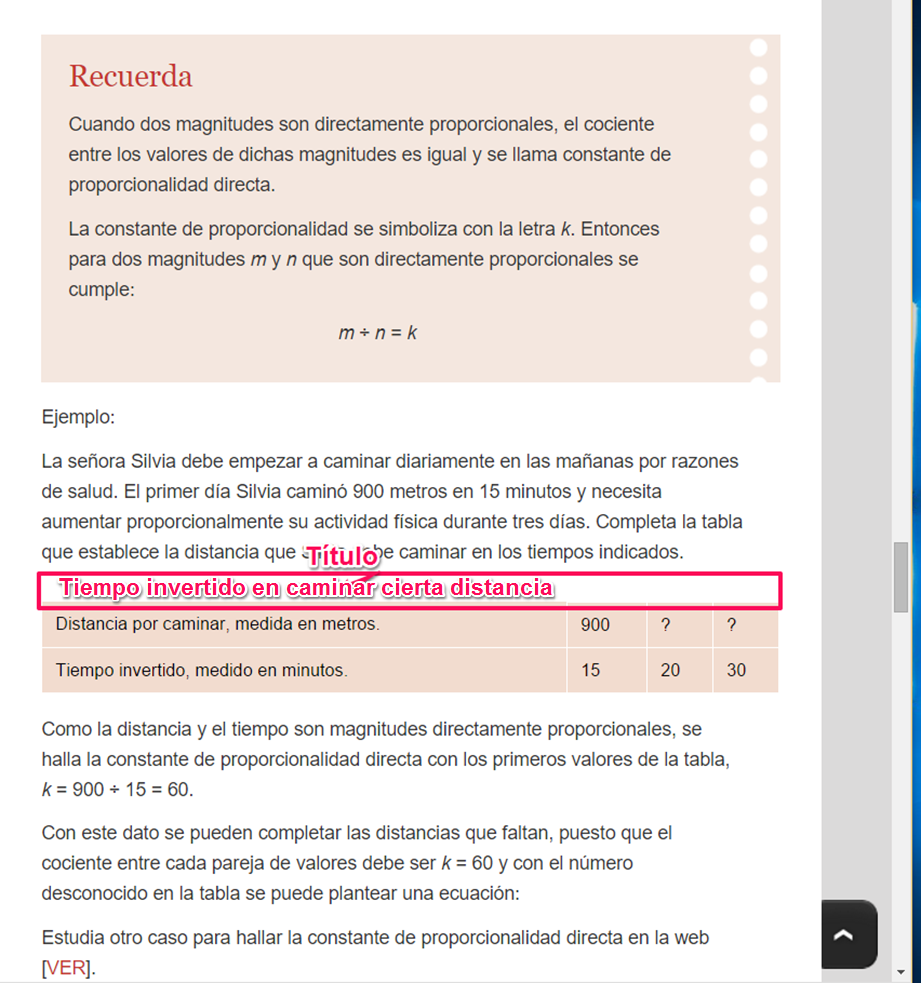 Recuerda
Cuando dos magnitudes son directamente proporcionales, el cociente
entre los valores de dichas magnitudes es igual y se llama constante de
proporcionalidad directa.
La constante de proporcionalidad se simboliza con la letra k. Entonces
para dos magnitudes m y n que son directamente proporcionales se
cumple:
m ÷ n = k
Ejemplo:
La señora Silvia debe empezar a caminar diariamente en las mañanas por razones
de salud. El primer día Silvia caminó 900 metros en 15 minutos y necesita
aumentar proporcionalmente su actividad física durante tres días. Completa la tabla
que establece la distancia que be caminar en los tiempos indicados.
Título
Tiempo invertido en caminar cierta distancia
Distancia por caminar, medida en metros. 900 ? ?
Tiempo invertido, medido en minutos. 15 20 30
Como la distancia y el tiempo son magnitudes directamente proporcionales, se
halla la constante de proporcionalidad directa con los primeros valores de la tabla,
k = 900 ÷ 15 = 60.
Con este dato se pueden completar las distancias que faltan, puesto que el
cociente entre cada pareja de valores debe ser k = 60 y con el número
desconocido en la tabla se puede plantear una ecuación:
Estudia otro caso para hallar la constante de proporcionalidad directa en la web
[VER].